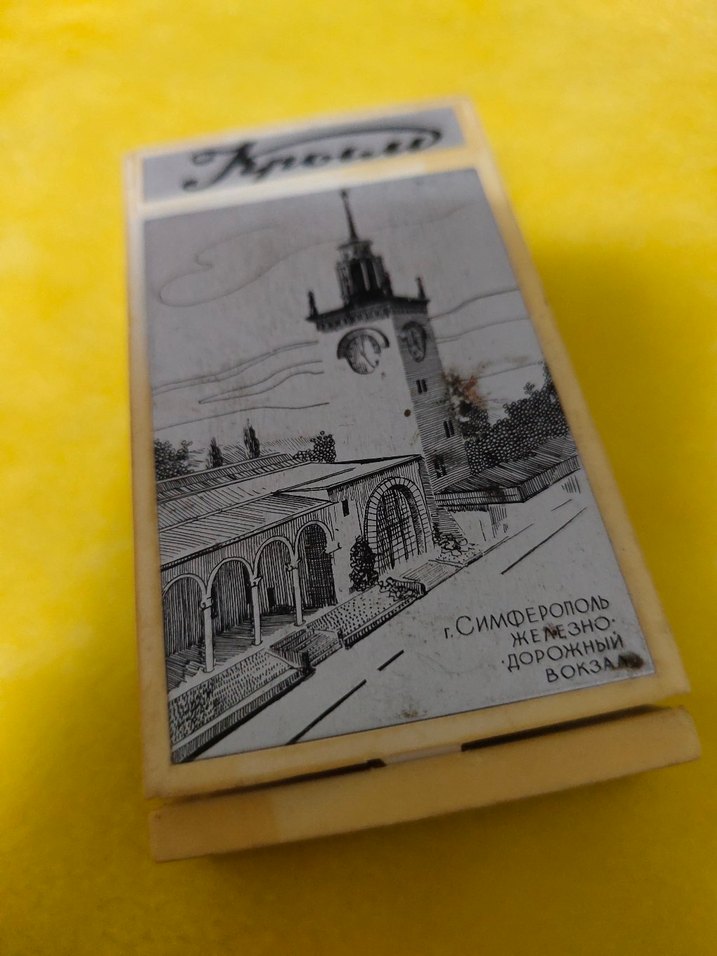 Крым
г. Симферополь
железно-
дорожный
вокзал